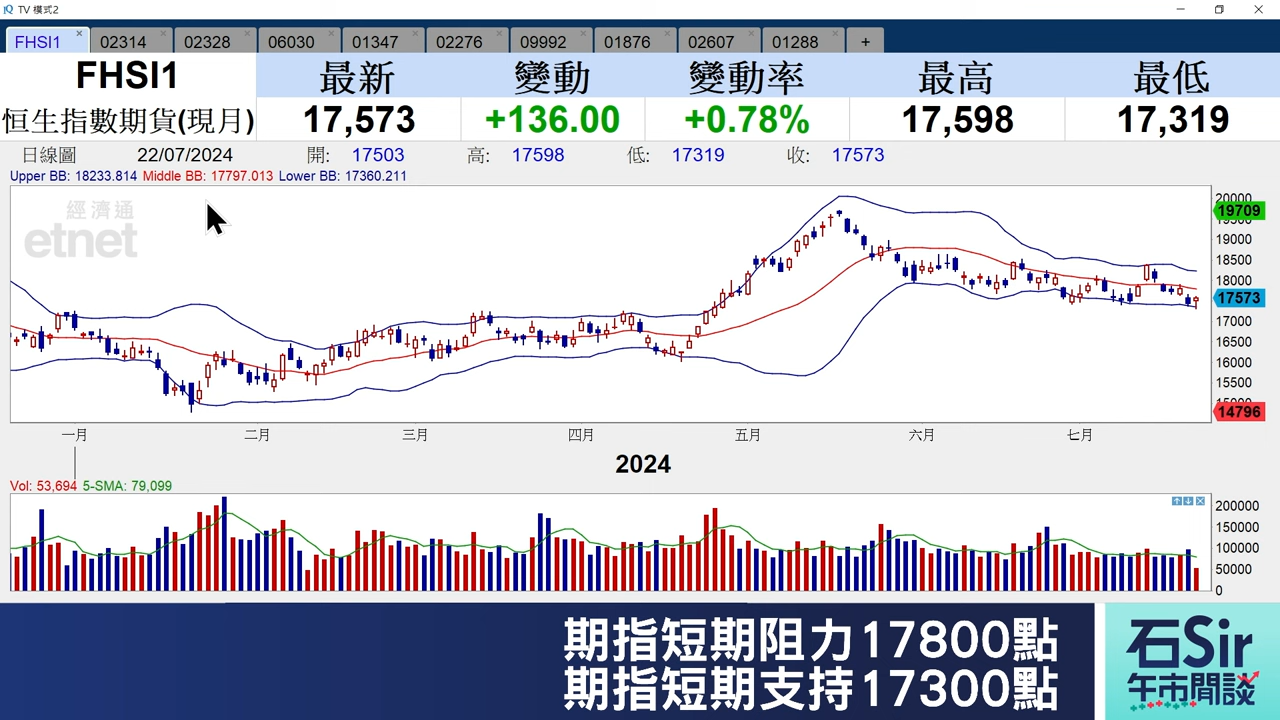 TV 模式2
FHSI1 02314 02328 06030 01347 02276 09992 01876 02607 01288 +
FHSI1 最新 變動 變動率 最高 最低
恒生指數期貨(現月) 17,573 +136.00 +0.78% 17,598 17,319
日線圖 22/07/2024 開: 17503 高: 17598 低: 17319 收: 17573
Upper BB: 18233.814 Middle BB: 17797.013 Lower BB: 17360.211
經濟通
etnet
20000
19709
19000
18500
18000
17573
17000
16500
16000
15500
14796
一月 二月 三月 四月 五月 六月 七月
2024
Vol: 53,694 5-SMA: 79,099
200000
150000
100000
50000
0
期指短期阻力17800點
期指短期支持17300點
石Sir
午市閒談